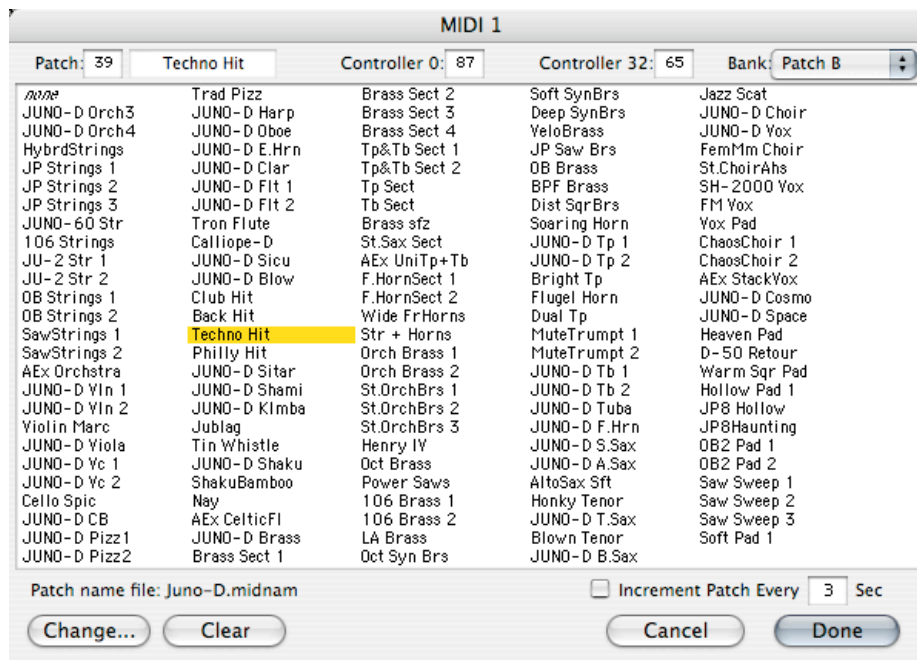 MIDI 1
Patch: 39 Techno Hit Controller 0: 87 Controller 32: 65 Bank: Patch B
none Trad Pizz Brass Sect 2 Soft SynBrs Jazz Scat
JUNO-D Orch3 JUNO-D Harp Brass Sect 3 Deep SynBrs JUNO-D Choir
JUNO-D Orch4 JUNO-D Oboe Brass Sect 4 VeloBrass JUNO-D Vox
HybrdStrings JUNO-D E.Hrn Tp&Tb Sect 1 JP Saw Brs FemMm Choir
JP Strings 1 JUNO-D Clar Tp&Tb Sect 2 OB Brass St.ChoirAhs
JP Strings 2 JUNO-D Flt 1 Tp Sect BPF Brass SH-2000 Vox
JP Strings 3 JUNO-D Flt 2 Tb Sect Dist SqrBrs FM Vox
JUNO-60 Str Tron Flute Brass sfz Soaring Horn Vox Pad
106 Strings Calliope-D St.Sax Sect JUNO-D Tp 1 ChaosChoir 1
JU-2 Str 1 JUNO-D Sicu AEx UniTp+Tb JUNO-D Tp 2 ChaosChoir 2
JU-2 Str 2 JUNO-D Blow F.HornSect 1 Bright Tp AEx StackVox
OB Strings 1 Club Hit F.HornSect 2 Flugel Horn JUNO-D Cosmo
OB Strings 2 Back Hit Wide FrHorns Dual Tp JUNO-D Space
SawStrings 1 Techno Hit Str + Horns MuteTrumpt 1 Heaven Pad
SawStrings 2 Philly Hit Orch Brass 1 MuteTrumpt 2 D-50 Retour
AEx Orchstra JUNO-D Sitar Orch Brass 2 JUNO-D Tb 1 Warm Sqr Pad
JUNO-D Vln 1 JUNO-D Shami St.OrchBrs 1 JUNO-D Tb 2 Hollow Pad 1
JUNO-D Vln 2 JUNO-D Klmba St.OrchBrs 2 JUNO-D Tuba JP8 Hollow
Violin Marc Jublag St.OrchBrs 3 JUNO-D F.Hrn JP8Haunting
JUNO-D Viola Tin Whistle Henry IV JUNO-D S.Sax OB2 Pad 1
JUNO-D Vc 1 JUNO-D Shaku Oct Brass JUNO-D A.Sax OB2 Pad 2
JUNO-D Vc 2 ShakuBamboo Power Saws AltoSax Sft Saw Sweep 1
Cello Spic Nay 106 Brass 1 Honky Tenor Saw Sweep 2
JUNO-D CB AEx CelticFl 106 Brass 2 JUNO-D T.Sax Saw Sweep 3
JUNO-D Pizz1 JUNO-D Brass LA Brass Blown Tenor Soft Pad 1
JUNO-D Pizz2 Brass Sect 1 Oct Syn Brs JUNO-D B.Sax
Patch name file: Juno-D.midnam Increment Patch Every 3 Sec
Change... Clear Cancel Done